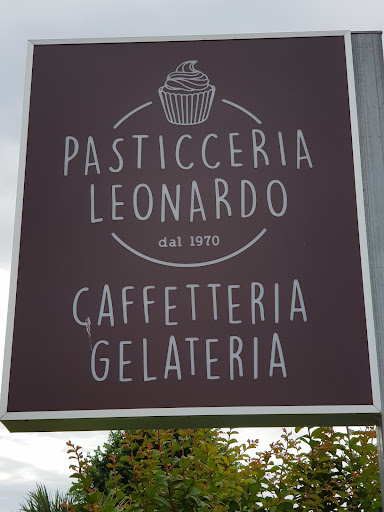 PASTICCERIA
LEONARDO
dal 1970
CAFFETTERIA
GELATERIA